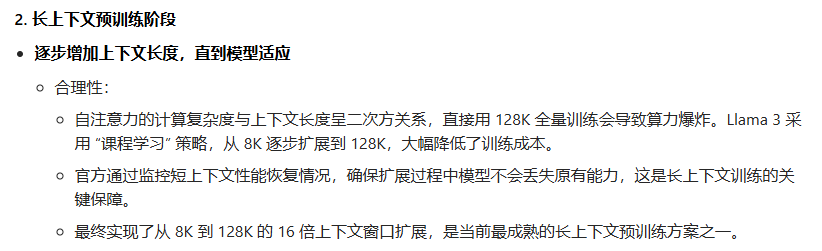 2. 长上下文预训练阶段
• 逐步增加上下文长度，直到模型适应
○ 合理性：
○ 自注意力的计算复杂度与上下文长度呈二次方关系，直接用 128K 全量训练会导致算力爆炸。Llama 3 采
用 “课程学习” 策略，从 8K 逐步扩展到 128K，大幅降低了训练成本。
○ 官方通过监控短上下文性能恢复情况，确保扩展过程中模型不会丢失原有能力，这是长上下文训练的关
键保障。
○ 最终实现了从 8K 到 128K 的 16 倍上下文窗口扩展，是当前最成熟的长上下文预训练方案之一。